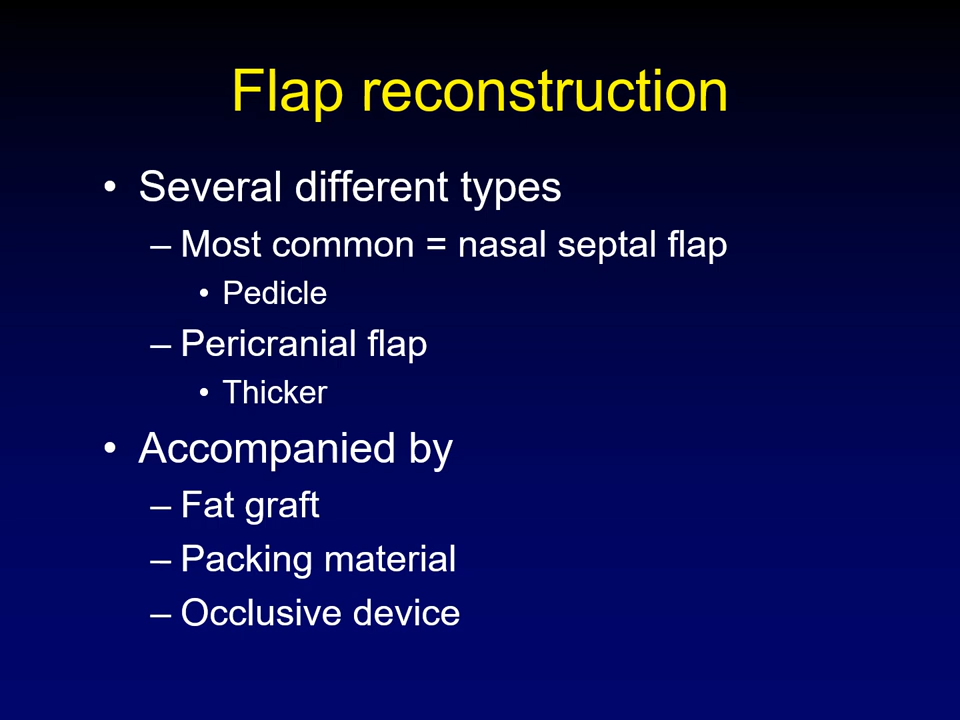 Flap reconstruction
• Several different types
– Most common = nasal septal flap
• Pedicle
– Pericranial flap
• Thicker
• Accompanied by
– Fat graft
– Packing material
– Occlusive device